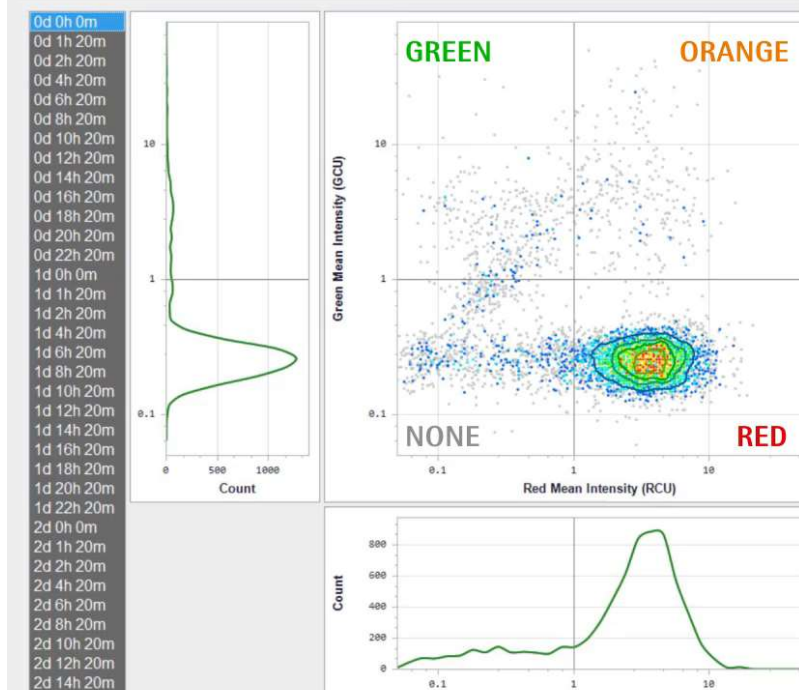 0d 0h 0m
0d 1h 20m
0d 2h 20m
0d 4h 20m
0d 6h 20m
0d 8h 20m
0d 10h 20m
0d 12h 20m
0d 14h 20m
0d 16h 20m
0d 18h 20m
0d 20h 20m
0d 22h 20m
1d 0h 0m
1d 1h 20m
1d 2h 20m
1d 4h 20m
1d 6h 20m
1d 8h 20m
1d 10h 20m
1d 12h 20m
1d 14h 20m
1d 16h 20m
1d 18h 20m
1d 20h 20m
1d 22h 20m
2d 0h 0m
2d 1h 20m
2d 2h 20m
2d 4h 20m
2d 6h 20m
2d 8h 20m
2d 10h 20m
2d 12h 20m
2d 14h 20m
10
1
0.1
0 500 1000
Count
GREEN ORANGE
Green Mean Intensity (GCU)
10
1
0.1
NONE RED
0.1 1 10
Red Mean Intensity (RCU)
Count
800
600
400
200
0
0.1 1 10